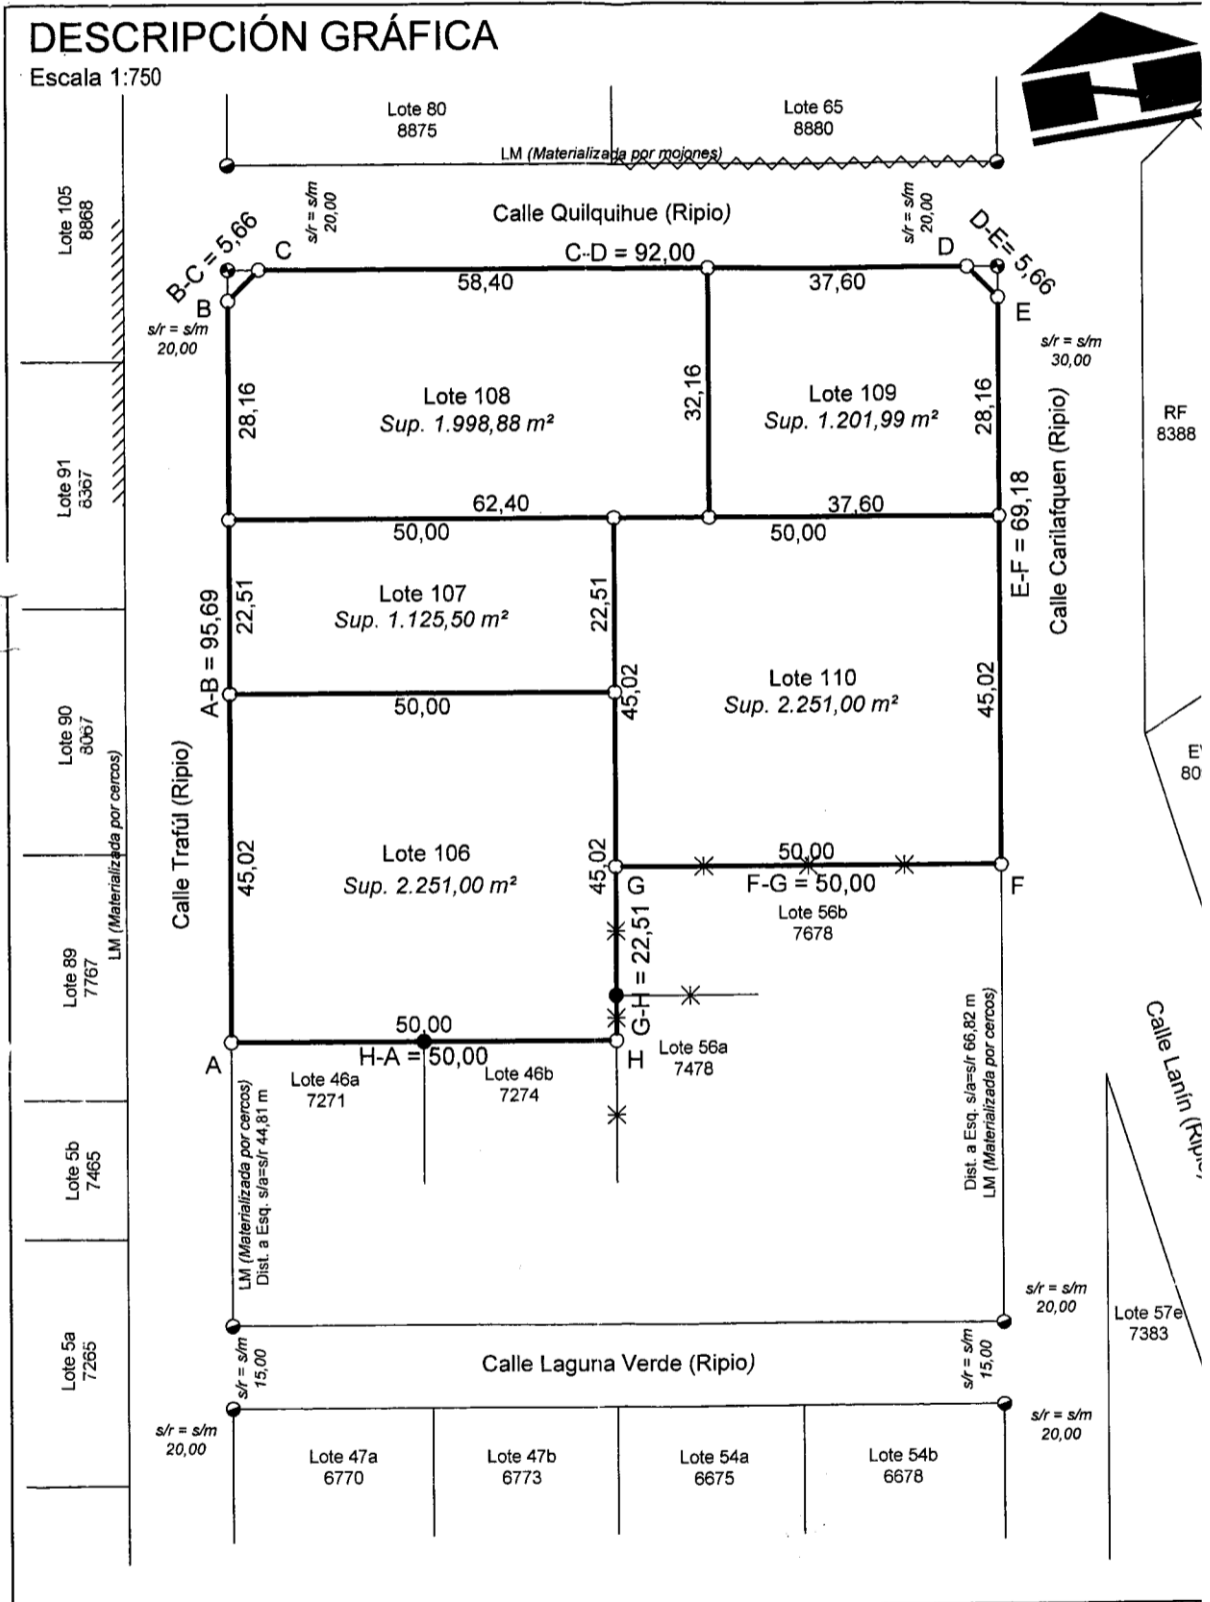 DESCRIPCIÓN GRÁFICA
Escala 1:750
Lote 80
8875
Lote 65
8880
LM (Materializada por mojones)
Lote 105
8868
s/r = s/m
20,00
Calle Quilquihue (Ripio)
s/r = s/m
20,00
B-C = 5,66
C
C-D = 92,00
D
D-E= 5,66
58,40
37,60
B
E
s/r = s/m
20,00
s/r = s/m
30,00
28,16
Lote 108
Sup. 1.998,88 m²
32,16
Lote 109
Sup. 1.201,99 m²
28,16
Calle Carilafquen (Ripio)
RF
8388
Lote 91
8367
62,40
37,60
50,00
50,00
E-F = 69,18
A-B = 95,69
22,51
Lote 107
Sup. 1.125,50 m²
22,51
Lote 110
Sup. 2.251,00 m²
45,02
45,02
50,00
Lote 90
8067
LM (Materializada por cercos)
Calle Traful (Ripio)
80
45,02
Lote 106
Sup. 2.251,00 m²
45,02
50,00
G
F-G = 50,00
F
Lote 56b
7678
G-H = 22,51
Lote 89
7767
50,00
A
H-A = 50,00
H
Lote 56a
7478
Lote 46a
7271
Lote 46b
7274
LM (Materializada por cercos)
Dist. a Esq. s/a=s/r 44,81 m
Dist. a Esq. s/a=s/r 66,82 m
LM (Materializada por cercos)
Calle Lanín (Ripio)
Lote 5b
7465
s/r = s/m
20,00
Lote 57e
7383
Lote 5a
7265
s/r = s/m
15,00
Calle Laguna Verde (Ripio)
s/r = s/m
15,00
s/r = s/m
20,00
s/r = s/m
20,00
Lote 47a
6770
Lote 47b
6773
Lote 54a
6675
Lote 54b
6678